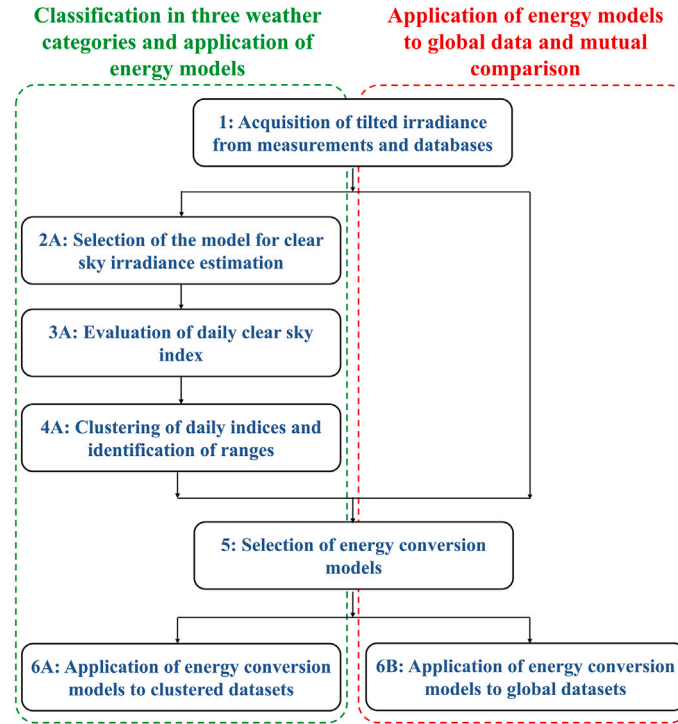 Classification in three weather
categories and application of
energy models
Application of energy models
to global data and mutual
comparison
1: Acquisition of tilted irradiance
from measurements and databases
2A: Selection of the model for clear
sky irradiance estimation
3A: Evaluation of daily clear sky
index
4A: Clustering of daily indices and
identification of ranges
5: Selection of energy conversion
models
6A: Application of energy conversion
models to clustered datasets
6B: Application of energy conversion
models to global datasets